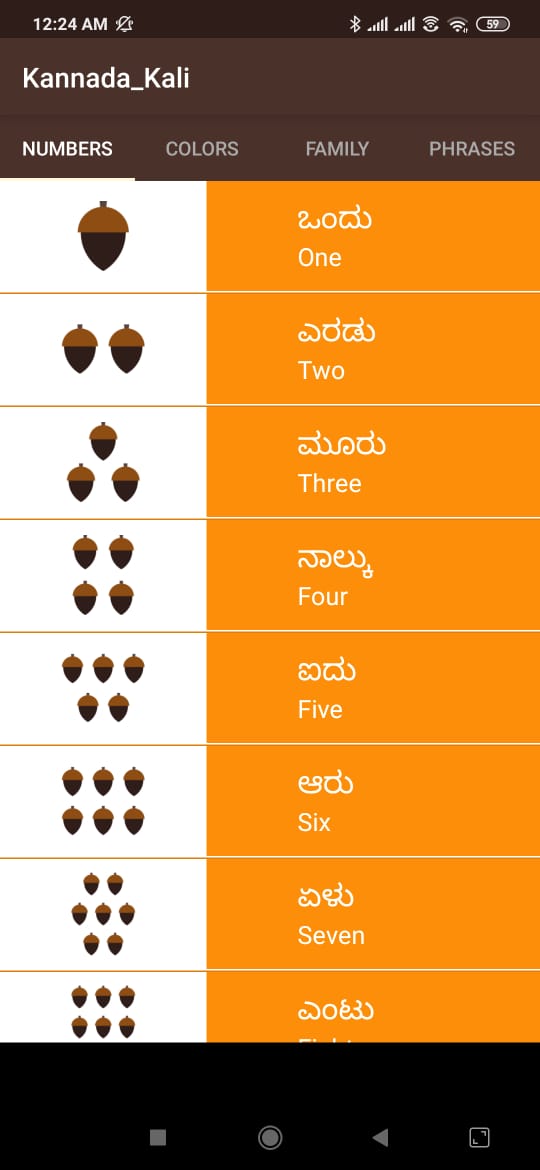 12:24 AM
59
Kannada_Kali
NUMBERS COLORS FAMILY PHRASES
ಒಂದು
One
ಎರಡು
Two
ಮೂರು
Three
ನಾಲ್ಕು
Four
ಐದು
Five
ಆರು
Six
ಏಳು
Seven
ಎಂಟು